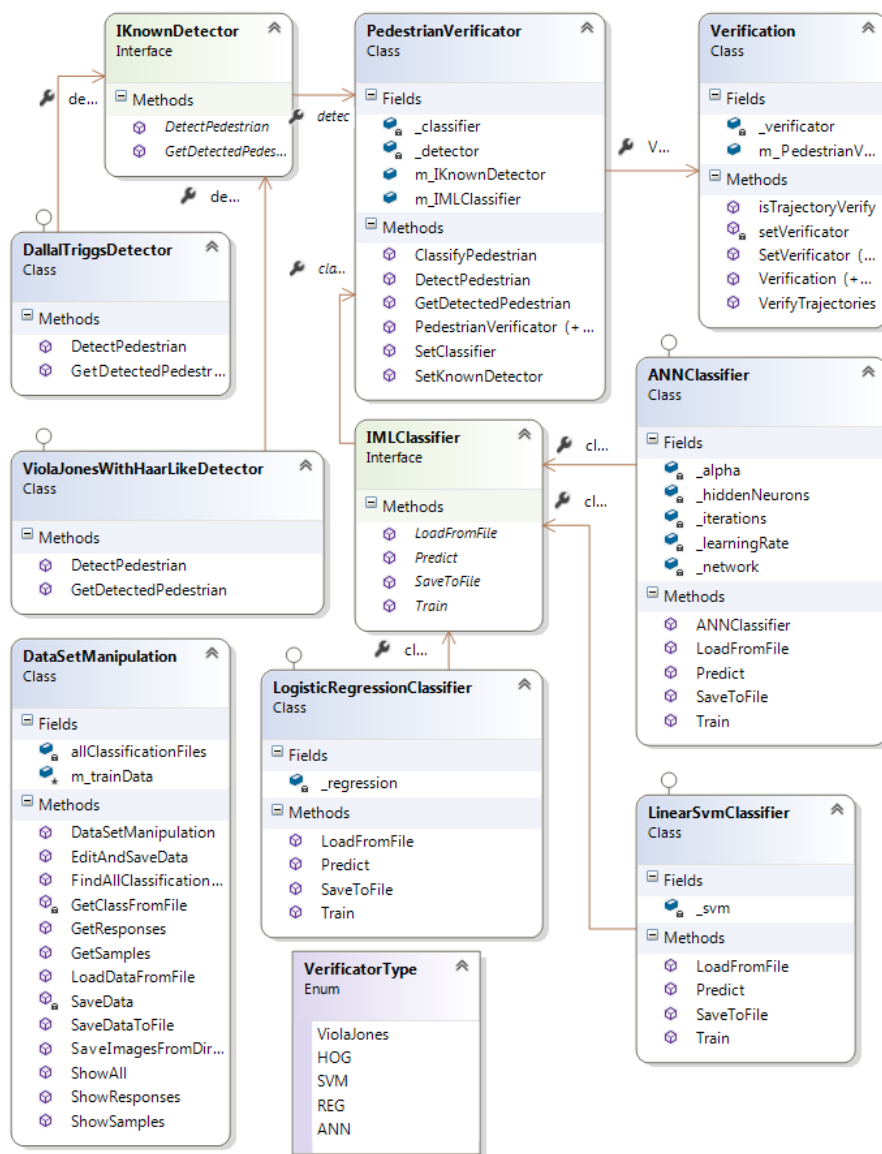 IKnownDetector
Interface
Methods
DetectPedestrian
GetDetectedPedes...
de...
detec
de...
PedestrianVerificator
Class
Fields
_classifier
_detector
m_IKnownDetector
m_IMLClassifier
Methods
ClassifyPedestrian
DetectPedestrian
GetDetectedPedestrian
PedestrianVerificator (+ ...
SetClassifier
SetKnownDetector
V...
Verification
Class
Fields
_verificator
m_PedestrianV...
Methods
isTrajectoryVerify
setVerificator
SetVerificator (...
Verification (+...
VerifyTrajectories
DallalTriggsDetector
Class
Methods
DetectPedestrian
GetDetectedPedestr...
cla...
ViolaJonesWithHaarLikeDetector
Class
Methods
DetectPedestrian
GetDetectedPedestrian
IMLClassifier
Interface
Methods
LoadFromFile
Predict
SaveToFile
Train
cl...
cl...
cl...
ANNClassifier
Class
Fields
_alpha
_hiddenNeurons
_iterations
_learningRate
_network
Methods
ANNClassifier
LoadFromFile
Predict
SaveToFile
Train
DataSetManipulation
Class
Fields
allClassificationFiles
m_trainData
Methods
DataSetManipulation
EditAndSaveData
FindAllClassification...
GetClassFromFile
GetResponses
GetSamples
LoadDataFromFile
SaveData
SaveDataToFile
SaveImagesFromDir...
ShowAll
ShowResponses
ShowSamples
LogisticRegressionClassifier
Class
Fields
_regression
Methods
LoadFromFile
Predict
SaveToFile
Train
LinearSvmClassifier
Class
Fields
_svm
Methods
LoadFromFile
Predict
SaveToFile
Train
VerificatorType
Enum
ViolaJones
HOG
SVM
REG
ANN